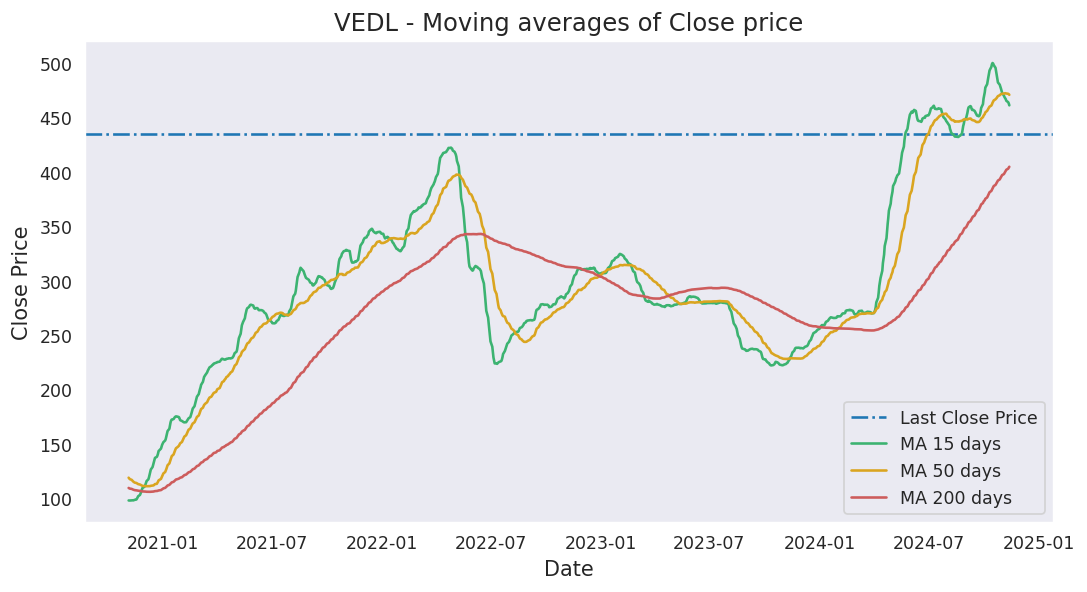 VEDL - Moving averages of Close price
Close Price
500
450
400
350
300
250
200
150
100
Last Close Price
MA 15 days
MA 50 days
MA 200 days
2021-01
2021-07
2022-01
2022-07
2023-01
2023-07
2024-01
2024-07
2025-01
Date